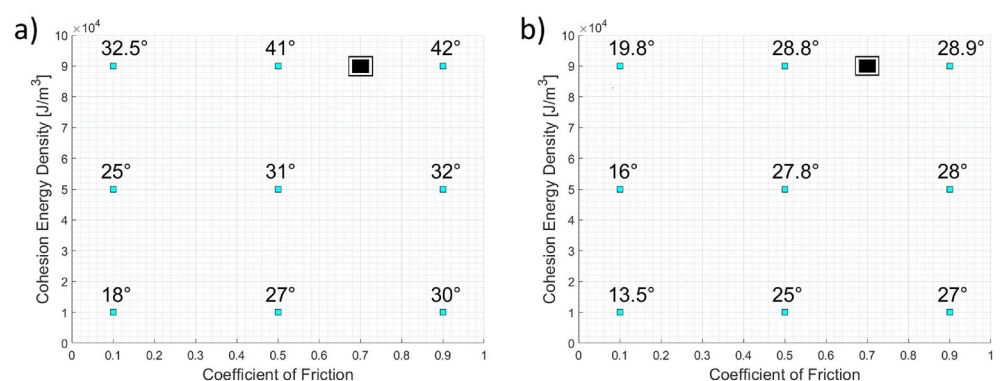 a)
×10⁴
10
9
8
7
6
5
4
3
2
1
0
Cohesion Energy Density [J/m³]
32.5° 41° 42°
25° 31° 32°
18° 27° 30°
0 0.1 0.2 0.3 0.4 0.5 0.6 0.7 0.8 0.9 1
Coefficient of Friction
b)
×10⁴
10
9
8
7
6
5
4
3
2
1
0
Cohesion Energy Density [J/m³]
19.8° 28.8° 28.9°
16° 27.8° 28°
13.5° 25° 27°
0 0.1 0.2 0.3 0.4 0.5 0.6 0.7 0.8 0.9 1
Coefficient of Friction